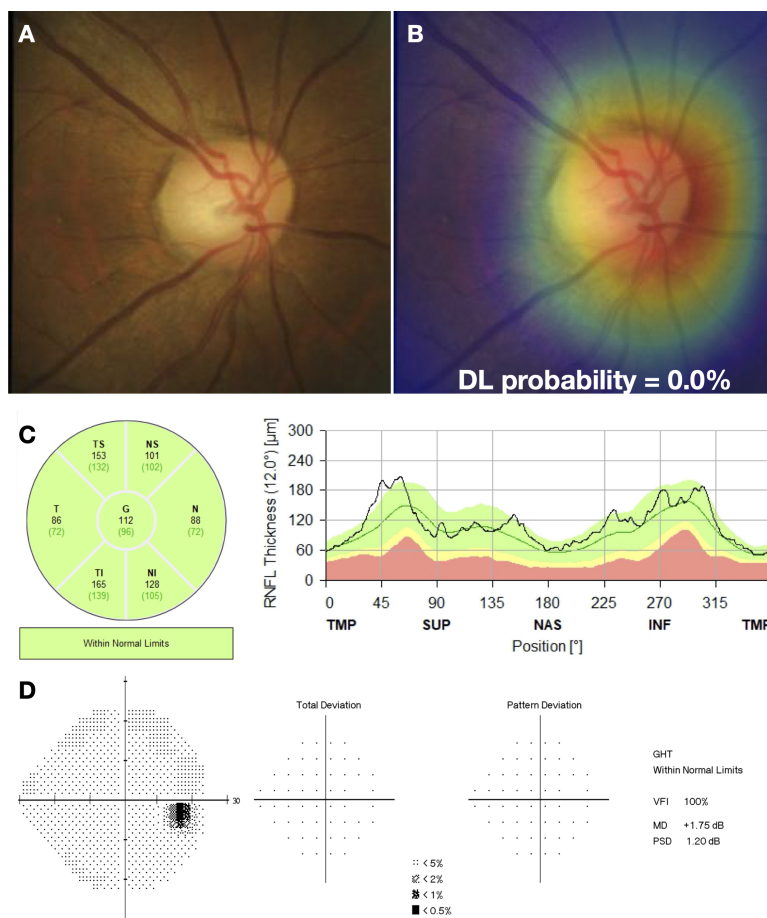 A
B
DL probability = 0.0%
C
TS
153
(132)
NS
101
(102)
T
86
(72)
G
112
(96)
N
88
(72)
TI
165
(139)
NI
128
(105)
Within Normal Limits
RNFL Thickness (12.0°) [µm]
300
240
180
120
60
0
0 45 90 135 180 225 270 315
TMP SUP NAS INF TMP
Position [°]
D
30
Total Deviation
Pattern Deviation
< 5%
< 2%
< 1%
< 0.5%
GHT
Within Normal Limits
VFI 100%
MD +1.75 dB
PSD 1.20 dB